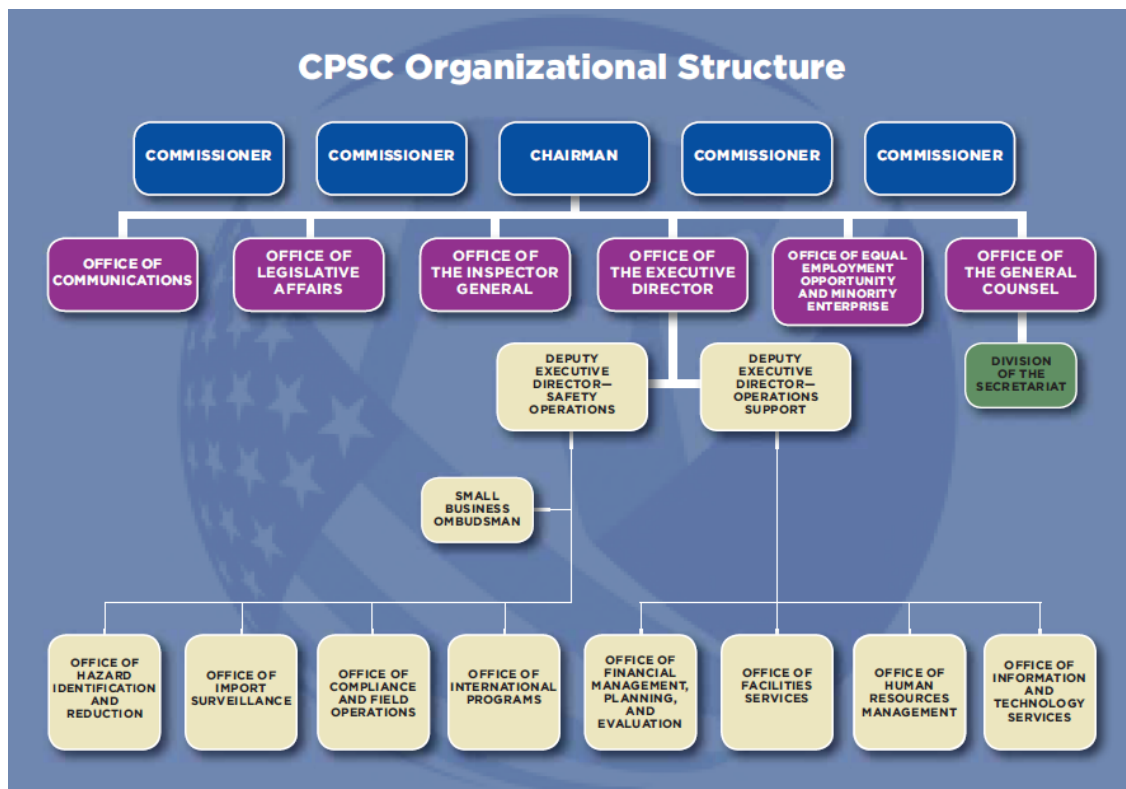 CPSC Organizational Structure
COMMISSIONER
COMMISSIONER
CHAIRMAN
COMMISSIONER
COMMISSIONER
OFFICE OF
COMMUNICATIONS
OFFICE OF
LEGISLATIVE
AFFAIRS
OFFICE OF
THE INSPECTOR
GENERAL
OFFICE OF
THE EXECUTIVE
DIRECTOR
OFFICE OF EQUAL
EMPLOYMENT
OPPORTUNITY
AND MINORITY
ENTERPRISE
OFFICE OF
THE GENERAL
COUNSEL
DEPUTY
EXECUTIVE
DIRECTOR—
SAFETY
OPERATIONS
DEPUTY
EXECUTIVE
DIRECTOR—
OPERATIONS
SUPPORT
DIVISION
OF THE
SECRETARIAT
SMALL
BUSINESS
OMBUDSMAN
OFFICE OF
HAZARD
IDENTIFICATION
AND
REDUCTION
OFFICE OF
IMPORT
SURVEILLANCE
OFFICE OF
COMPLIANCE
AND FIELD
OPERATIONS
OFFICE OF
INTERNATIONAL
PROGRAMS
OFFICE OF
FINANCIAL
MANAGEMENT,
PLANNING,
AND
EVALUATION
OFFICE OF
FACILITIES
SERVICES
OFFICE OF
HUMAN
RESOURCES
MANAGEMENT
OFFICE OF
INFORMATION
AND
TECHNOLOGY
SERVICES